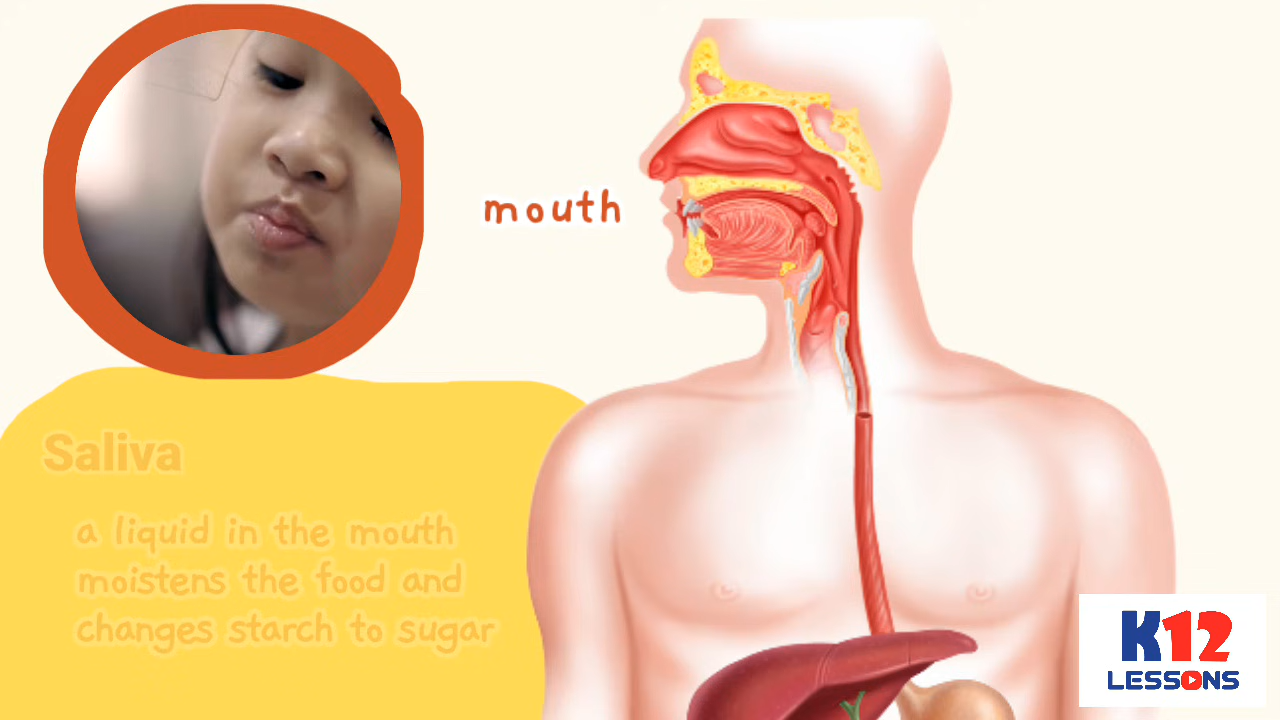 mouth
Saliva
a liquid in the mouth
moistens the food and
changes starch to sugar
K12
LESSONS